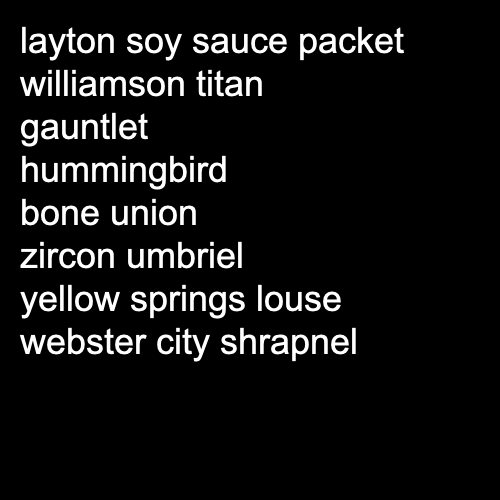 layton soy sauce packet
williamson titan
gauntlet
hummingbird
bone union
zircon umbriel
yellow springs louse
webster city shrapnel